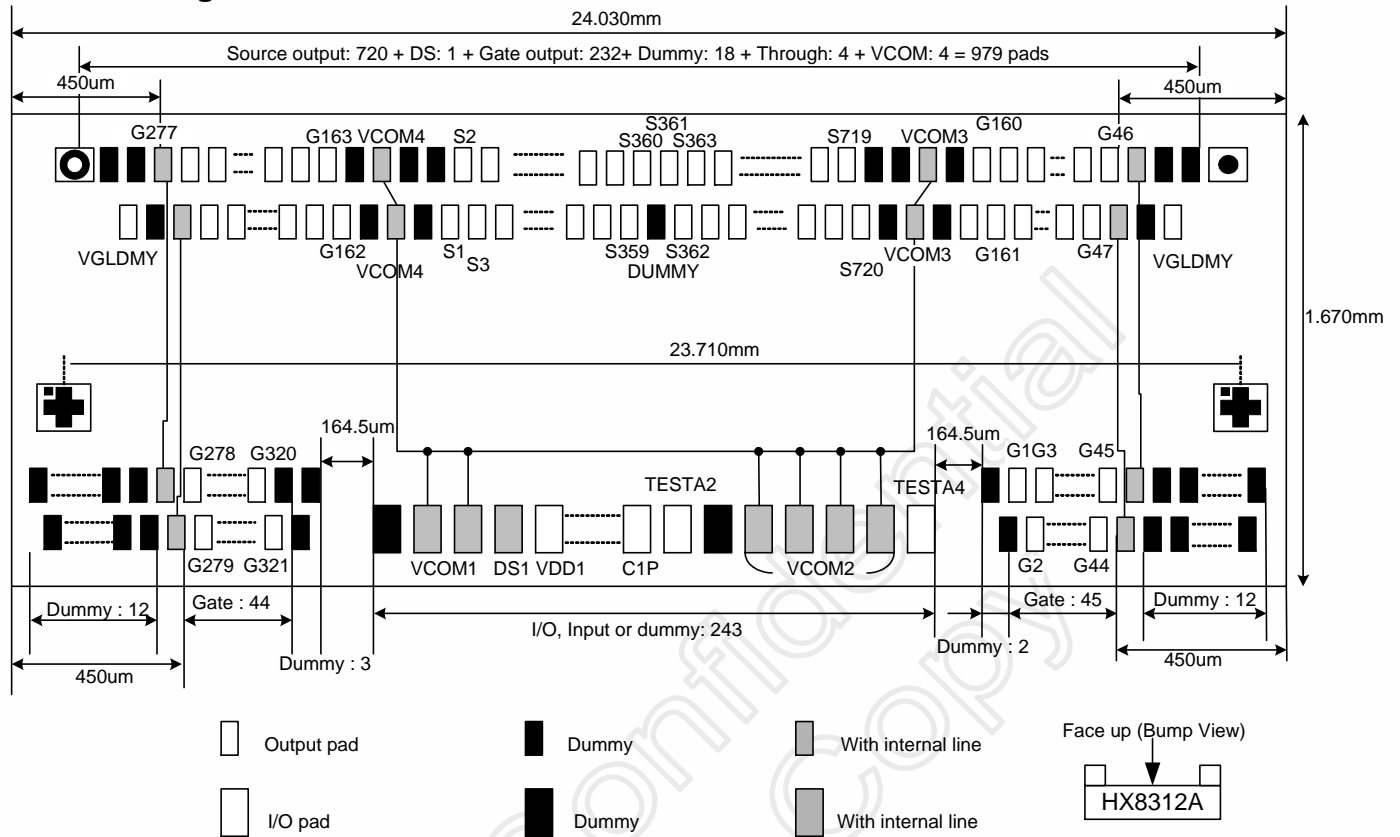 24.030mm
Source output: 720 + DS: 1 + Gate output: 232+ Dummy: 18 + Through: 4 + VCOM: 4 = 979 pads
450um
450um
G277
G163
VCOM4
S2
S361
S360
S363
S719
VCOM3
G160
G46
VGLDMY
G162
VCOM4
S1
S3
S359
DUMMY
S362
S720
VCOM3
G161
G47
VGLDMY
1.670mm
23.710mm
164.5um
164.5um
G278
G320
TESTA2
TESTA4
G1G3
G45
G279
G321
VCOM1
DS1
VDD1
C1P
VCOM2
G2
G44
Dummy : 12
Gate : 44
I/O, Input or dummy: 243
Gate : 45
Dummy : 12
Dummy : 3
Dummy : 2
450um
450um
Output pad
Dummy
With internal line
Face up (Bump View)
I/O pad
Dummy
With internal line
HX8312A
Confidential
Copy